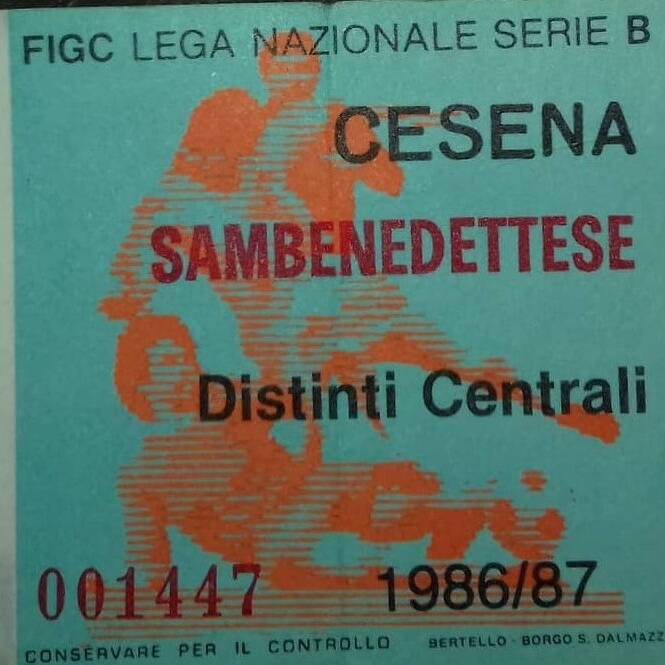 FIGC LEGA NAZIONALE SERIE B
CESENA
SAMBENEDETTESE
Distinti Centrali
001447 1986/87
CONSERVARE PER IL CONTROLLO BERTELLO - BORGO S. DALMAZZ